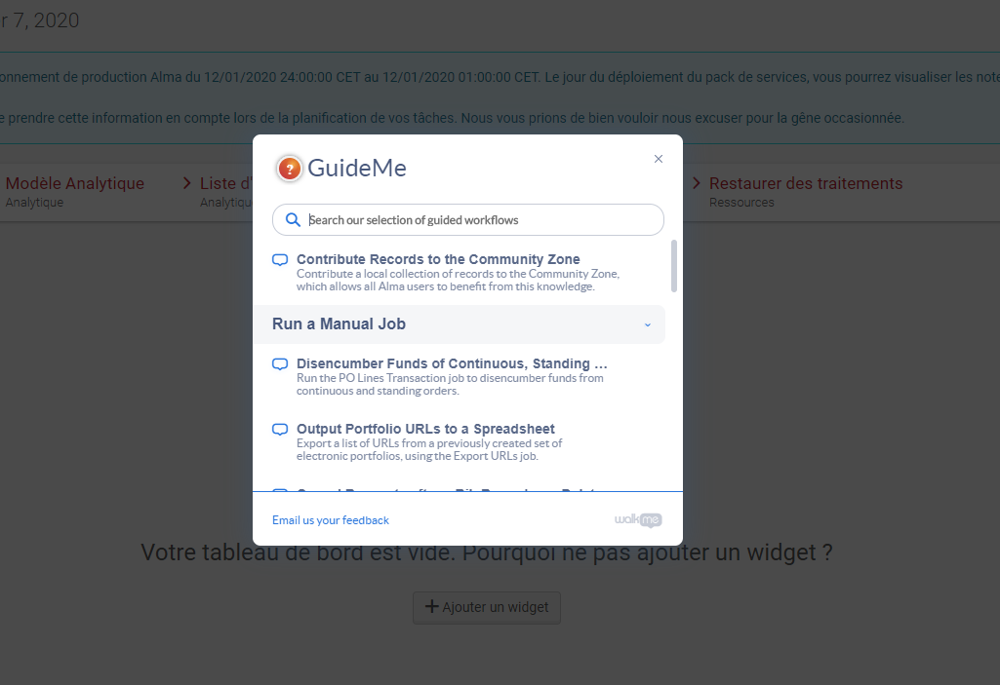 r 7, 2020
onnement de production Alma du 12/01/2020 24:00:00 CET au 12/01/2020 01:00:00 CET. Le jour du déploiement du pack de services, vous pourrez visualiser les note
e prendre cette information en compte lors de la planification de vos tâches. Nous vous prions de bien vouloir nous excuser pour la gêne occasionnée.
Modèle Analytique
Analytique
Liste d'
Analytiqu
Restaurer des traitements
Ressources
? GuideMe
Search our selection of guided workflows
Contribute Records to the Community Zone
Contribute a local collection of records to the Community Zone,
which allows all Alma users to benefit from this knowledge.
Run a Manual Job
Disencumber Funds of Continuous, Standing ...
Run the PO Lines Transaction job to disencumber funds from
continuous and standing orders.
Output Portfolio URLs to a Spreadsheet
Export a list of URLs from a previously created set of
electronic portfolios, using the Export URLs job.
Email us your feedback
walkme
Votre tableau de bord est vide. Pourquoi ne pas ajouter un widget ?
+ Ajouter un widget